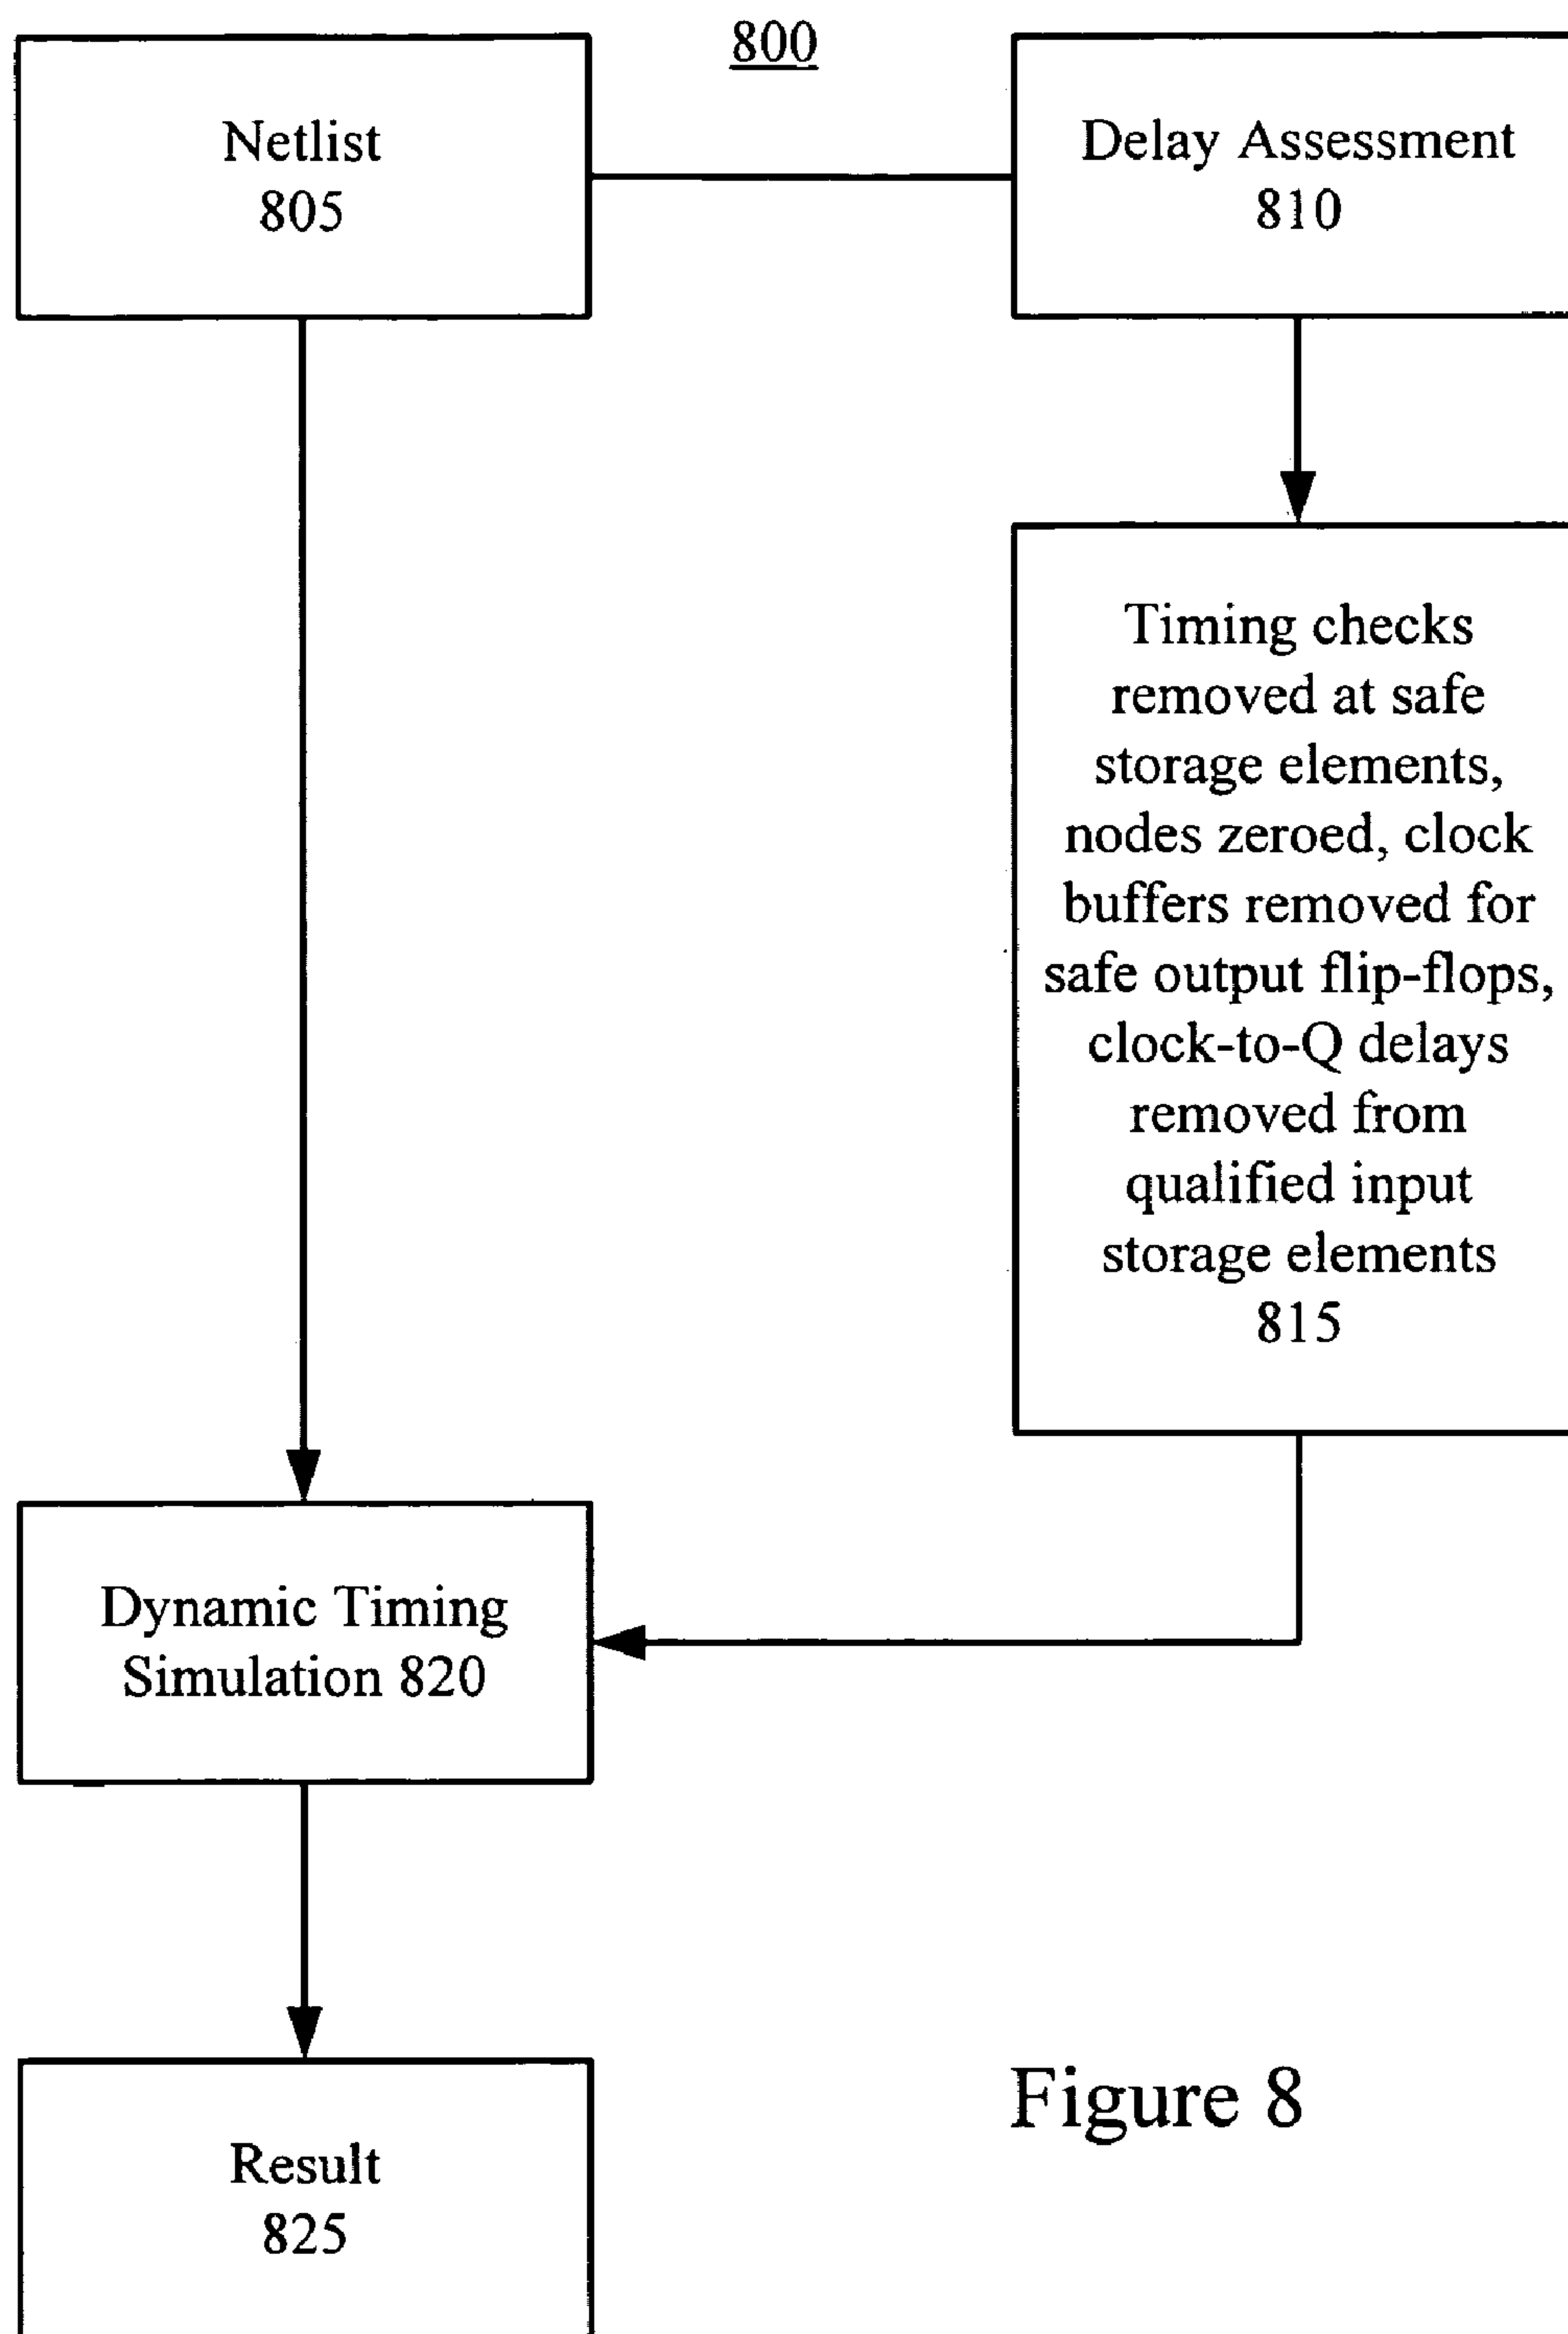 800
Netlist
805
Delay Assessment
810
Timing checks
removed at safe
storage elements,
nodes zeroed, clock
buffers removed for
safe output flip-flops,
clock-to-Q delays
removed from
qualified input
storage elements
815
Dynamic Timing
Simulation 820
Result
825
Figure 8